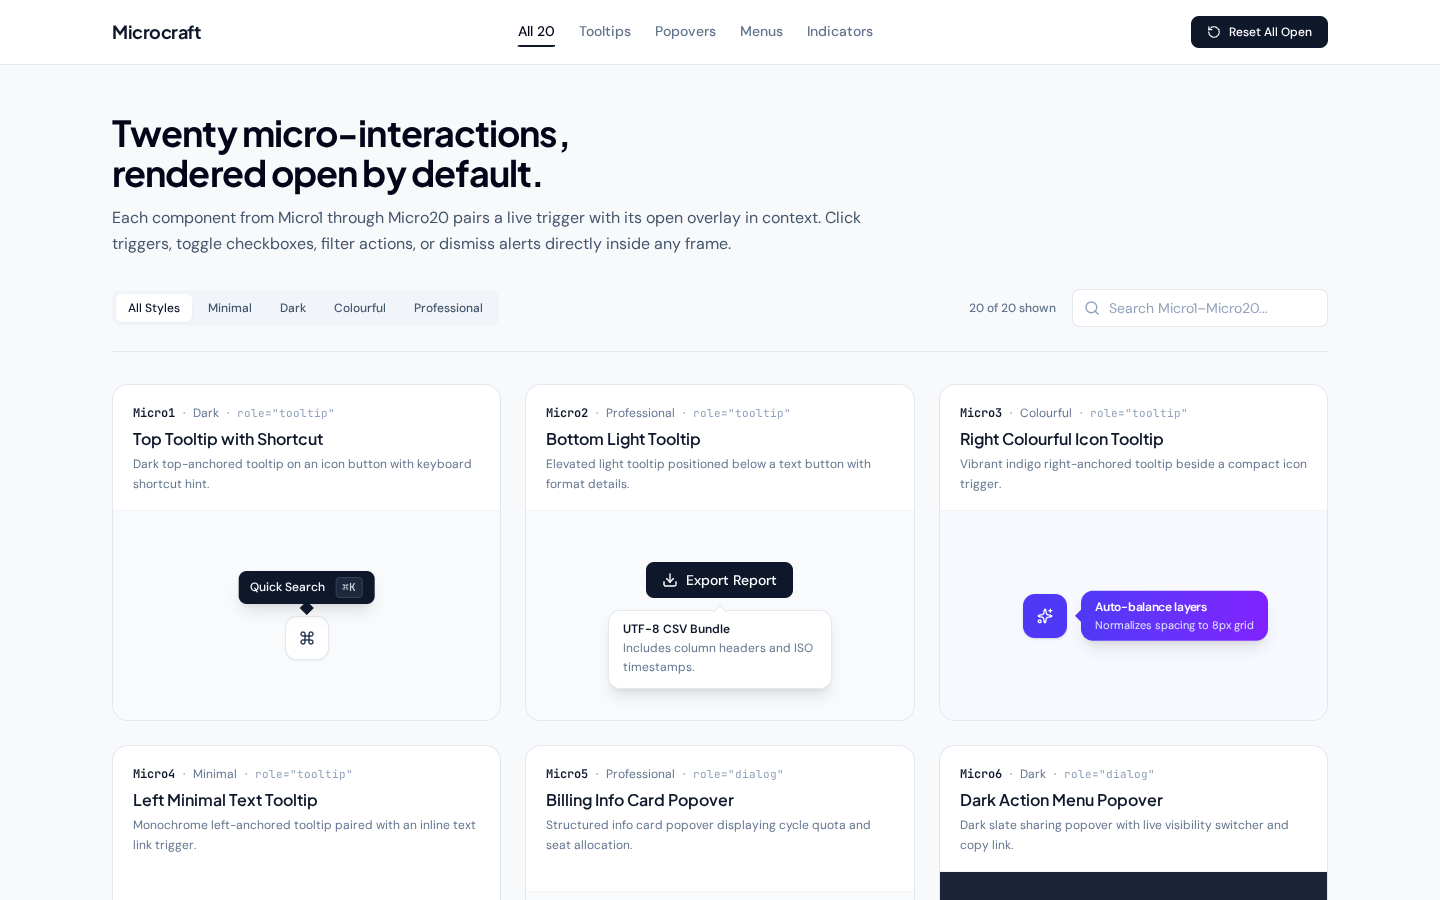 Microcraft
All 20
Tooltips
Popovers
Menus
Indicators
Reset All Open
Twenty micro-interactions,
rendered open by default.
Each component from Micro1 through Micro20 pairs a live trigger with its open overlay in context. Click
triggers, toggle checkboxes, filter actions, or dismiss alerts directly inside any frame.
All Styles
Minimal
Dark
Colourful
Professional
20 of 20 shown
Search Micro1–Micro20...
Micro1 · Dark · role="tooltip"
Top Tooltip with Shortcut
Dark top-anchored tooltip on an icon button with keyboard
shortcut hint.
Quick Search ⌘K
⌘
Micro2 · Professional · role="tooltip"
Bottom Light Tooltip
Elevated light tooltip positioned below a text button with
format details.
Export Report
UTF-8 CSV Bundle
Includes column headers and ISO
timestamps.
Micro3 · Colourful · role="tooltip"
Right Colourful Icon Tooltip
Vibrant indigo right-anchored tooltip beside a compact icon
trigger.
Auto-balance layers
Normalizes spacing to 8px grid
Micro4 · Minimal · role="tooltip"
Left Minimal Text Tooltip
Monochrome left-anchored tooltip paired with an inline text
link trigger.
Micro5 · Professional · role="dialog"
Billing Info Card Popover
Structured info card popover displaying cycle quota and
seat allocation.
Micro6 · Dark · role="dialog"
Dark Action Menu Popover
Dark slate sharing popover with live visibility switcher and
copy link.